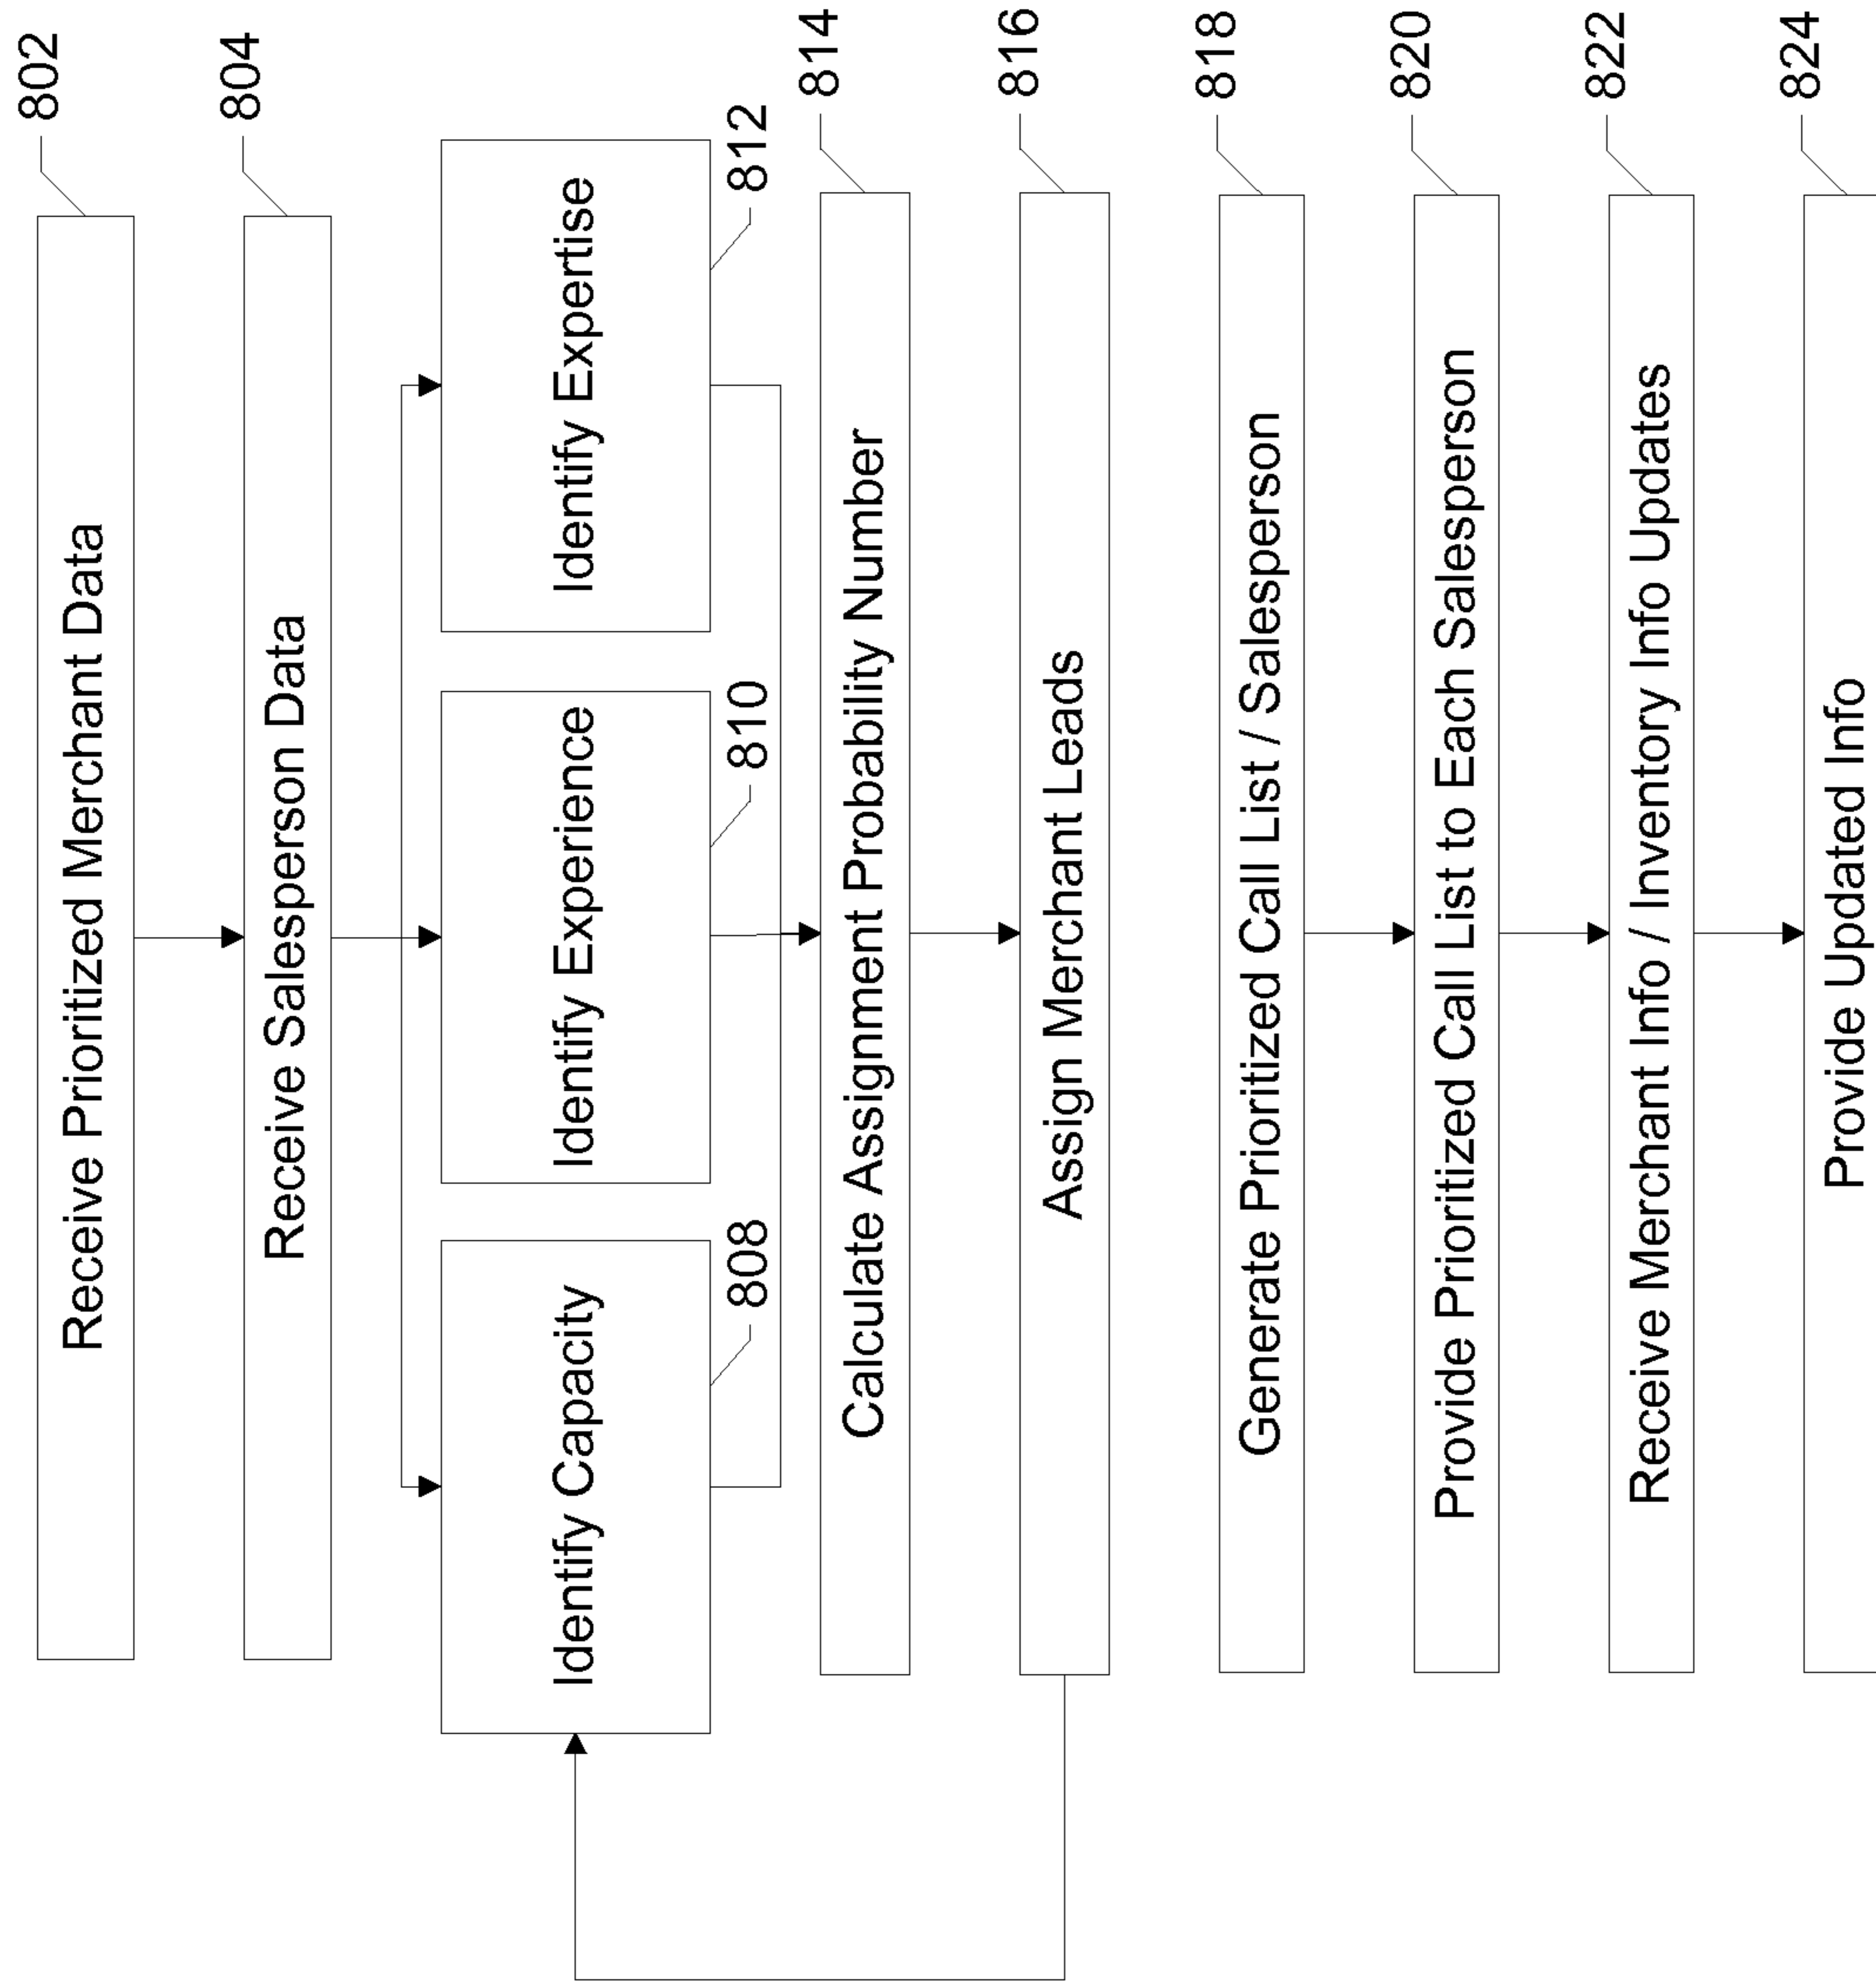 802
Receive Prioritized Merchant Data
804
Receive Salesperson Data
Identify Capacity
808
Identify Experience
810
Identify Expertise
812
814
Calculate Assignment Probability Number
816
Assign Merchant Leads
818
Generate Prioritized Call List / Salesperson
820
Provide Prioritized Call List to Each Salesperson
822
Receive Merchant Info / Inventory Info Updates
824
Provide Updated Info